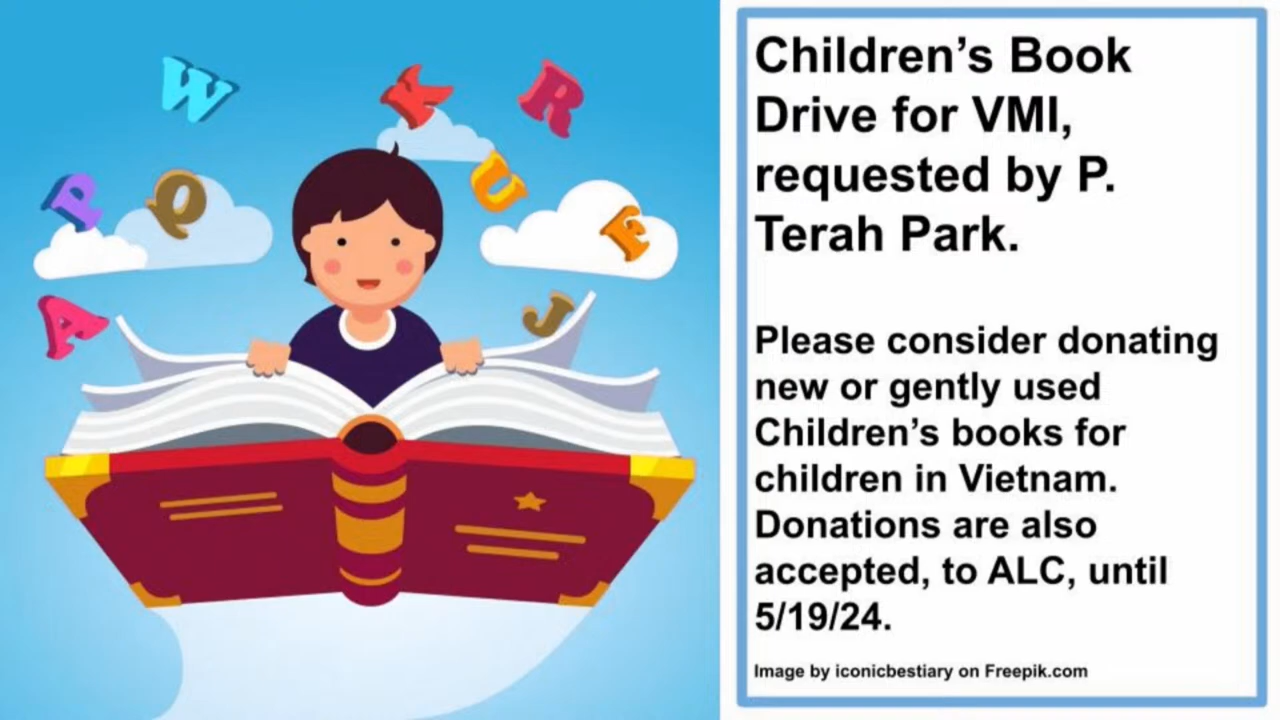 W
K
R
P
Q
U
F
A
J
Children’s Book
Drive for VMI,
requested by P.
Terah Park.
Please consider donating
new or gently used
Children’s books for
children in Vietnam.
Donations are also
accepted, to ALC, until
5/19/24.
Image by iconicbestiary on Freepik.com